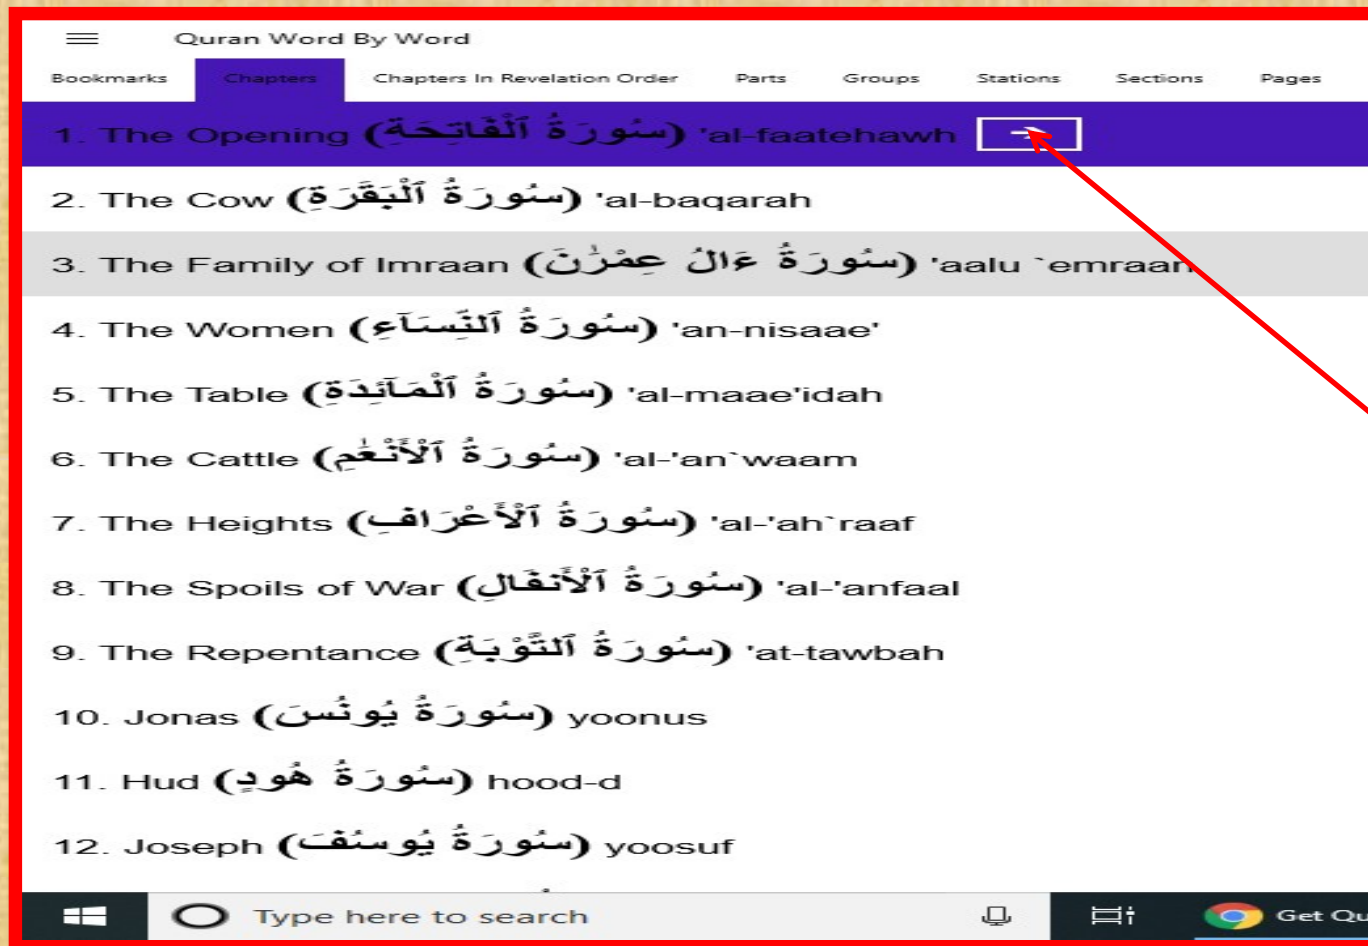 Quran Word By Word
Bookmarks Chapters Chapters In Revelation Order Parts Groups Stations Sections Pages
1. The Opening (سُورَةُ ٱلْفَاتِحَةِ) 'al-faatehawh
2. The Cow (سُورَةُ ٱلْبَقَرَةِ) 'al-baqarah
3. The Family of Imraan (سُورَةُ ءَالُ عِمْرَٰنَ) 'aalu `emraan
4. The Women (سُورَةُ ٱلنِّسَآءِ) 'an-nisaae'
5. The Table (سُورَةُ ٱلْمَآئِدَةِ) 'al-maae'idah
6. The Cattle (سُورَةُ ٱلْأَنْعَٰمِ) 'al-'an`waam
7. The Heights (سُورَةُ ٱلْأَعْرَافِ) 'al-'ah`raaf
8. The Spoils of War (سُورَةُ ٱلْأَنفَالِ) 'al-'anfaal
9. The Repentance (سُورَةُ ٱلتَّوْبَةِ) 'at-tawbah
10. Jonas (سُورَةُ يُونُسَ) yoonus
11. Hud (سُورَةُ هُودٍ) hood-d
12. Joseph (سُورَةُ يُوسُفَ) yoosuf
Type here to search Get Qu